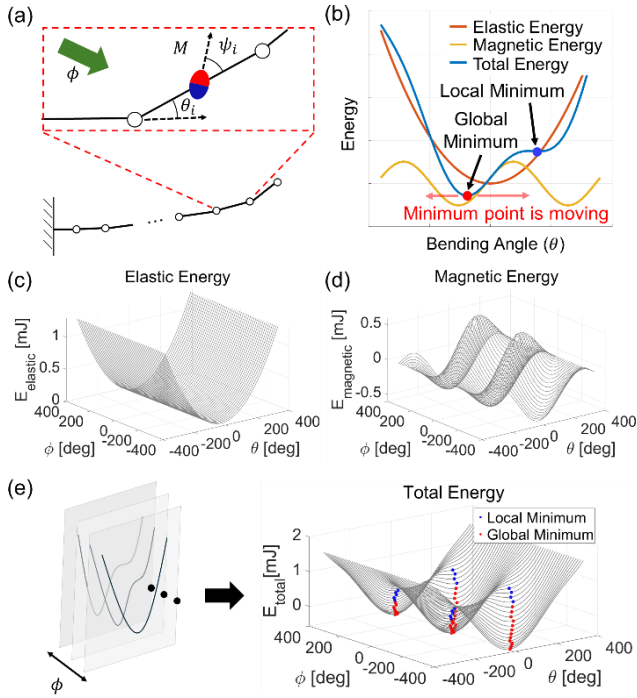 (a)
M
ψi
ϕ
θi
...
(b)
Elastic Energy
Magnetic Energy
Total Energy
Local Minimum
Global
Minimum
Minimum point is moving
Energy
Bending Angle (θ)
(c)
Elastic Energy
E_elastic [mJ]
1
0.5
0
400
200
0
-200
-400
ϕ [deg]
-400
-200
0
200
400
θ [deg]
(d)
Magnetic Energy
E_magnetic [mJ]
0.5
0
-0.5
400
200
0
-200
-400
ϕ [deg]
-400
-200
0
200
400
θ [deg]
(e)
ϕ
Total Energy
Local Minimum
Global Minimum
E_total [mJ]
2
1
0
400
200
0
-200
-400
ϕ [deg]
-400
-200
0
200
400
θ [deg]